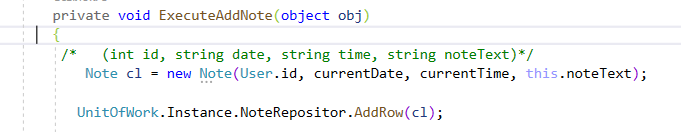 private void ExecuteAddNote(object obj)
{
/* (int id, string date, string time, string noteText)*/
Note cl = new Note(User.id, currentDate, currentTime, this.noteText);
UnitOfWork.Instance.NoteRepositor.AddRow(cl);